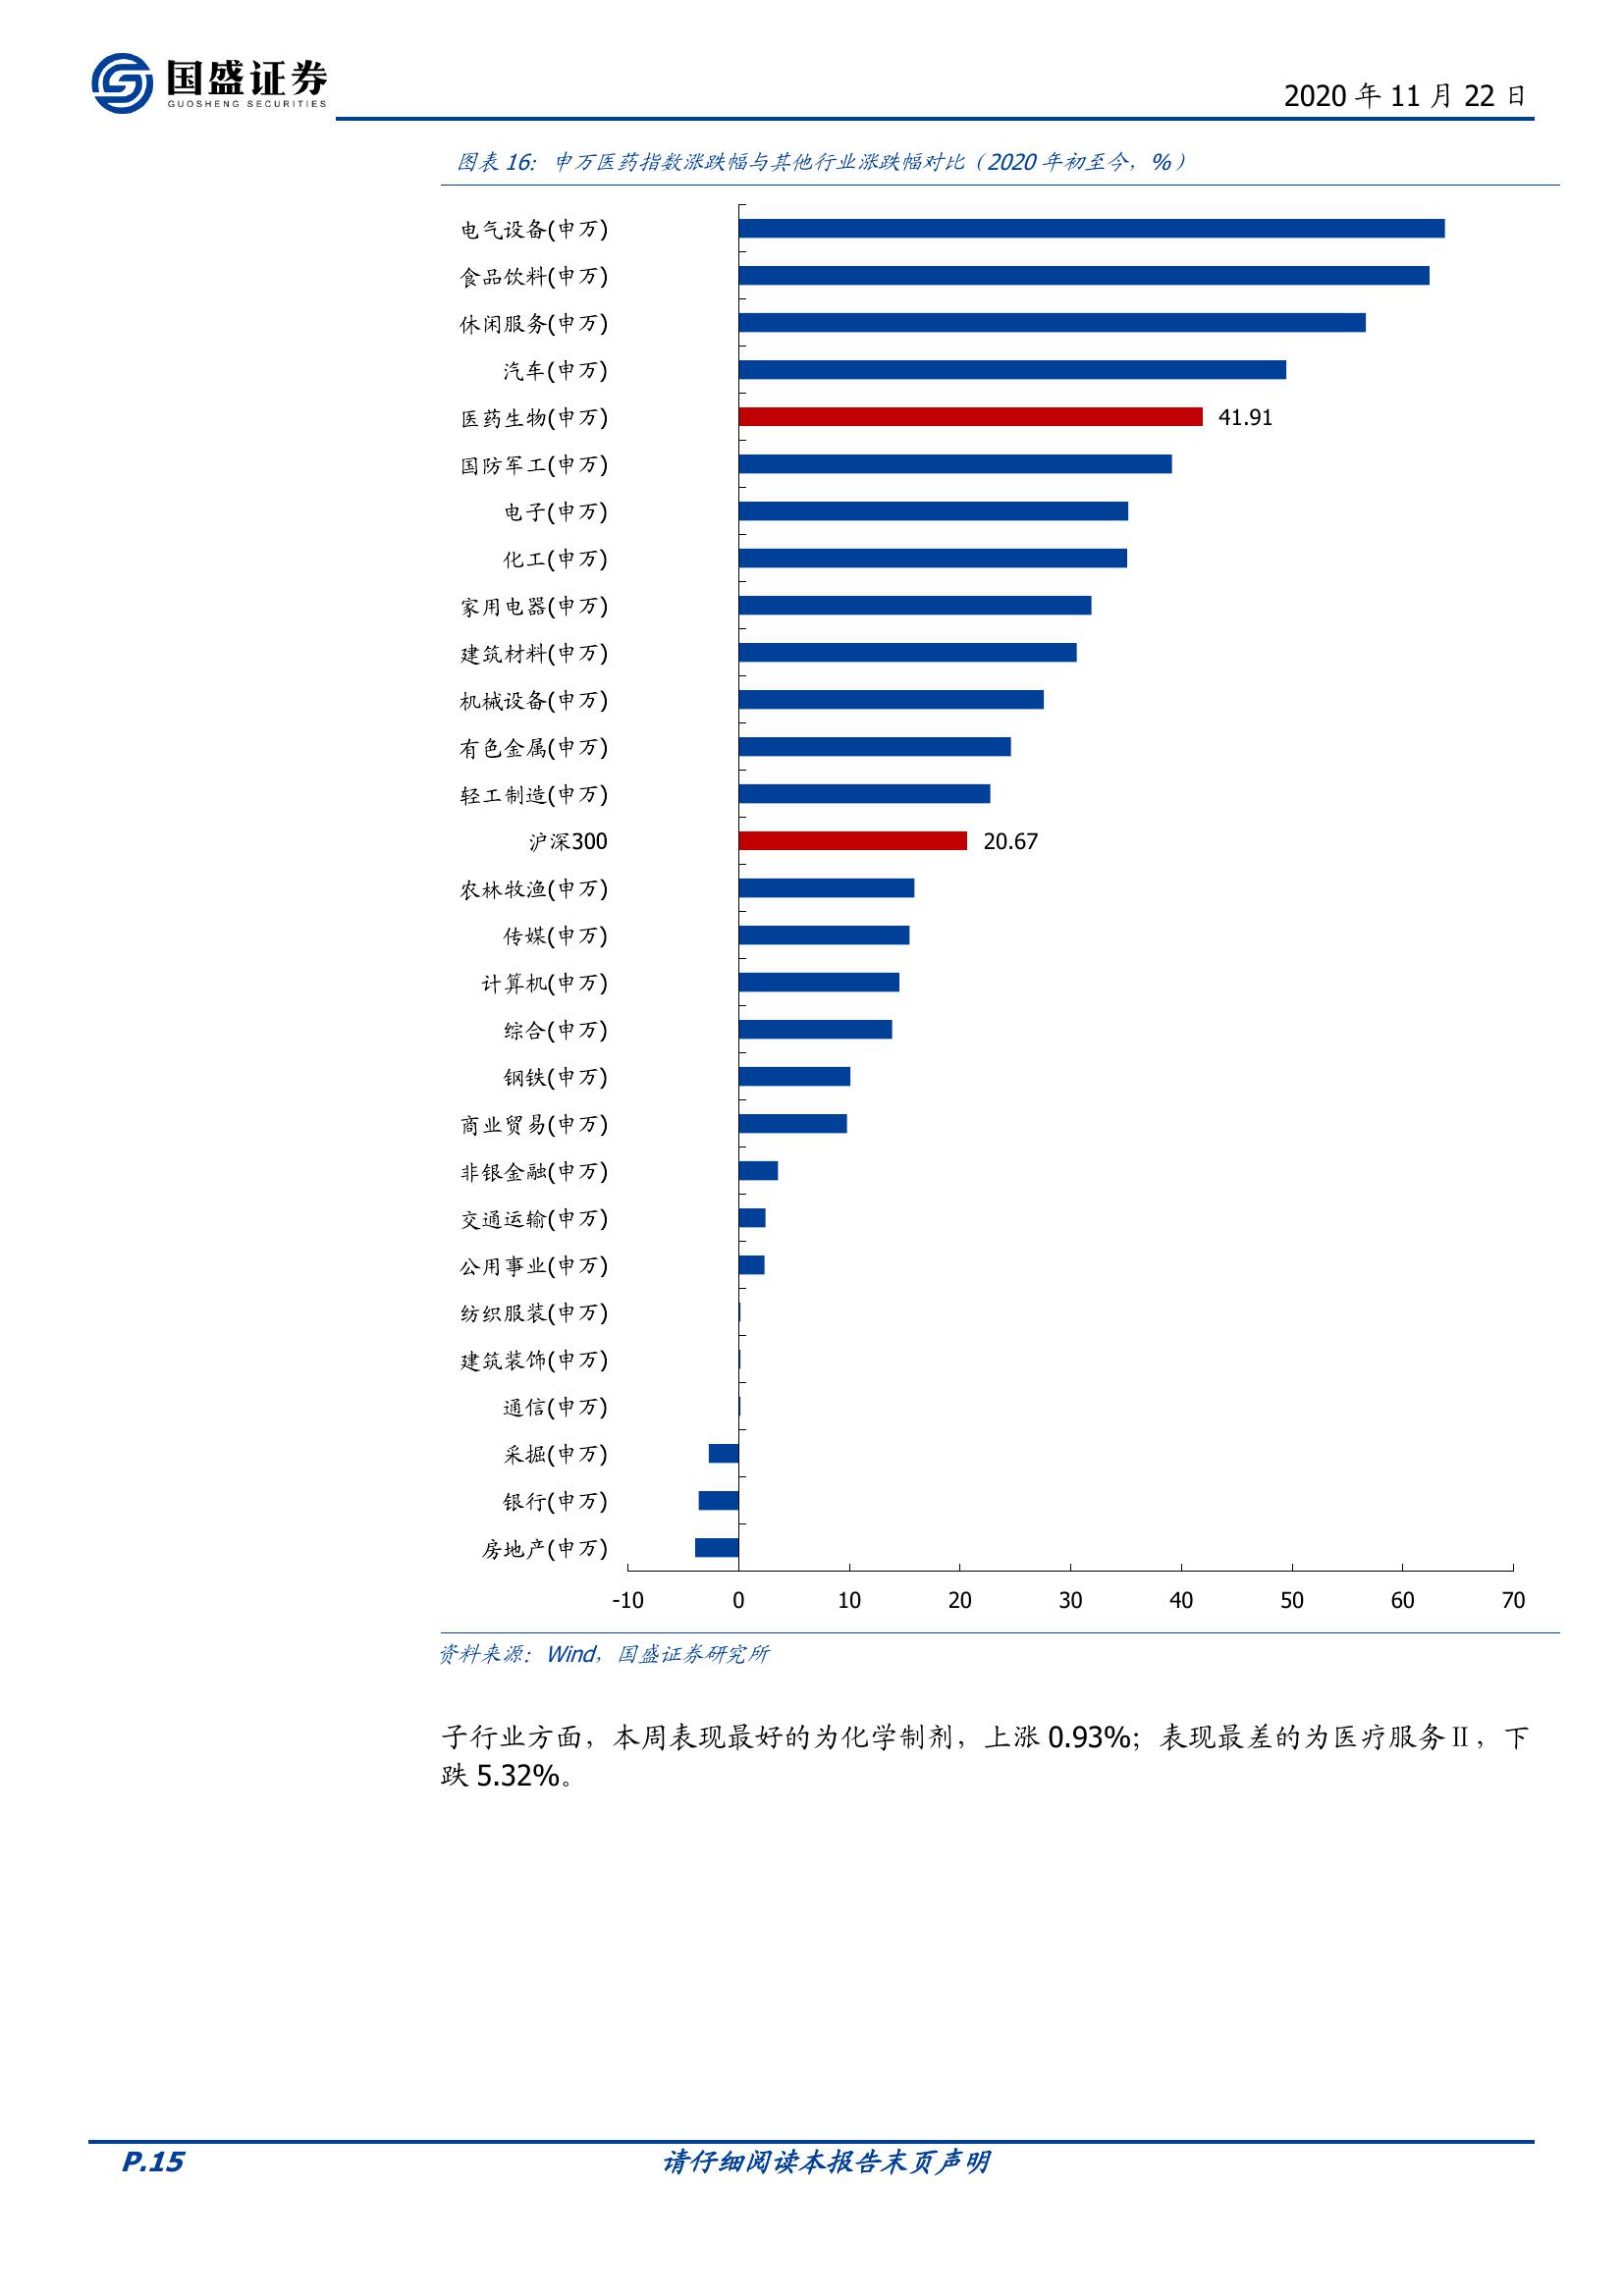 国盛证券
GUOSHENG SECURITIES
2020 年 11 月 22 日
图表 16：申万医药指数涨跌幅与其他行业涨跌幅对比（2020 年初至今，%）
电气设备(申万)
食品饮料(申万)
休闲服务(申万)
汽车(申万)
医药生物(申万) 41.91
国防军工(申万)
电子(申万)
化工(申万)
家用电器(申万)
建筑材料(申万)
机械设备(申万)
有色金属(申万)
轻工制造(申万)
沪深300 20.67
农林牧渔(申万)
传媒(申万)
计算机(申万)
综合(申万)
钢铁(申万)
商业贸易(申万)
非银金融(申万)
交通运输(申万)
公用事业(申万)
纺织服装(申万)
建筑装饰(申万)
通信(申万)
采掘(申万)
银行(申万)
房地产(申万)
-10 0 10 20 30 40 50 60 70
资料来源：Wind，国盛证券研究所
子行业方面，本周表现最好的为化学制剂，上涨 0.93%；表现最差的为医疗服务Ⅱ，下
跌 5.32%。
P.15 请仔细阅读本报告末页声明